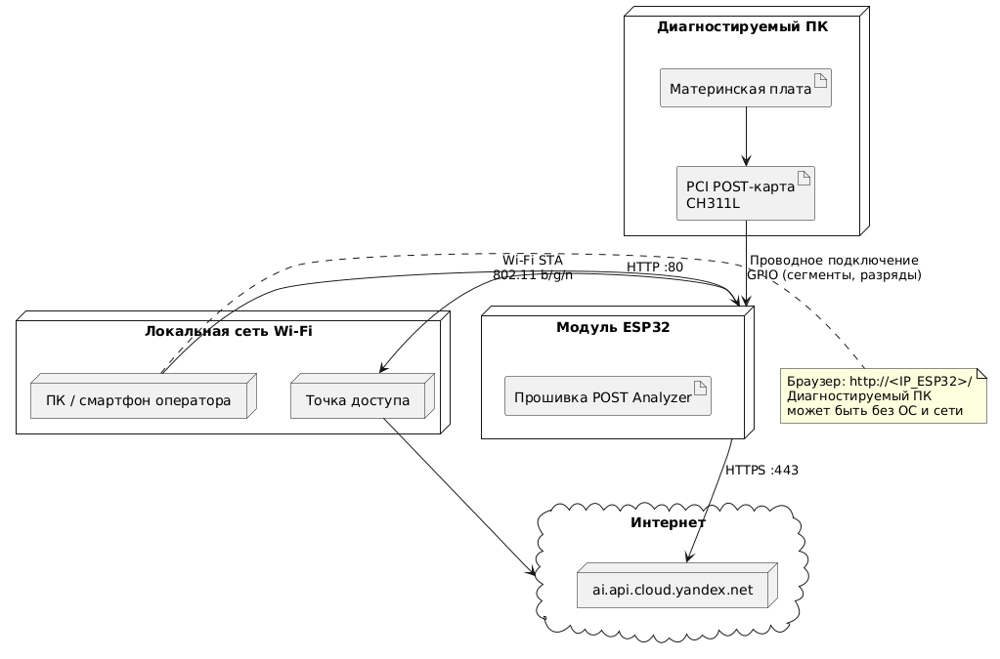 Диагностируемый ПК
Материнская плата
PCI POST-карта
CH311L
Wi-Fi STA
802.11 b/g/n
HTTP :80
Проводное подключение
GPIO (сегменты, разряды)
Локальная сеть Wi-Fi
ПК / смартфон оператора
Точка доступа
Модуль ESP32
Прошивка POST Analyzer
Браузер: http://<IP_ESP32>/
Диагностируемый ПК
может быть без ОС и сети
HTTPS :443
Интернет
ai.api.cloud.yandex.net